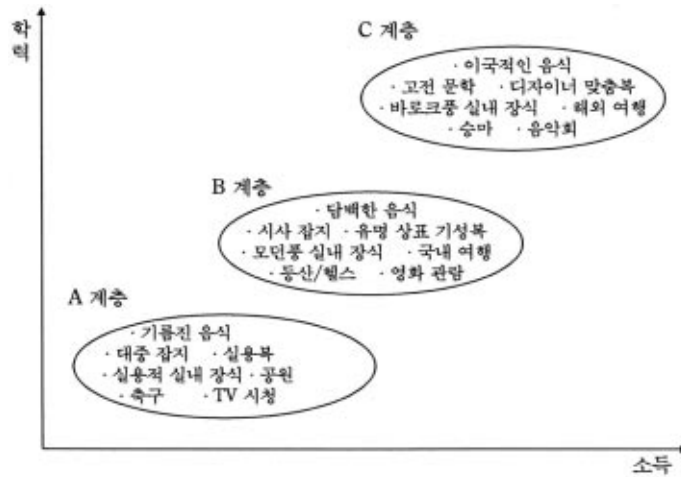 학력
C 계층
· 이국적인 음식
· 고전 문학 · 디자이너 맞춤복
· 바로크풍 실내 장식 · 해외 여행
· 승마 · 음악회
B 계층
· 담백한 음식
· 시사 잡지 · 유명 상표 기성복
· 모던풍 실내 장식 · 국내 여행
· 등산/헬스 · 영화 관람
A 계층
· 기름진 음식
· 대중 잡지 · 실용복
· 실용적 실내 장식 · 공원
· 축구 · TV 시청
소득